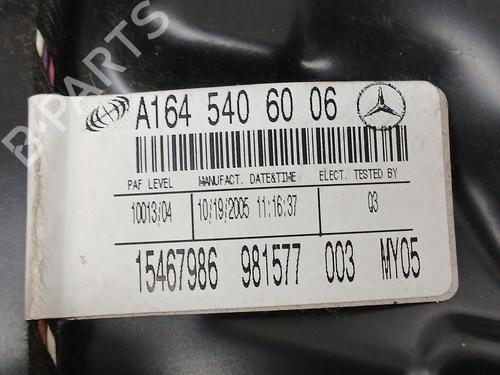 A164 540 60 06
PAF LEVEL MANUFACT. DATE&TIME ELECT. TESTED BY
10013/04 10/19/2005 11:16:37 03
15467986 981577 003 MY05
B-PARTS